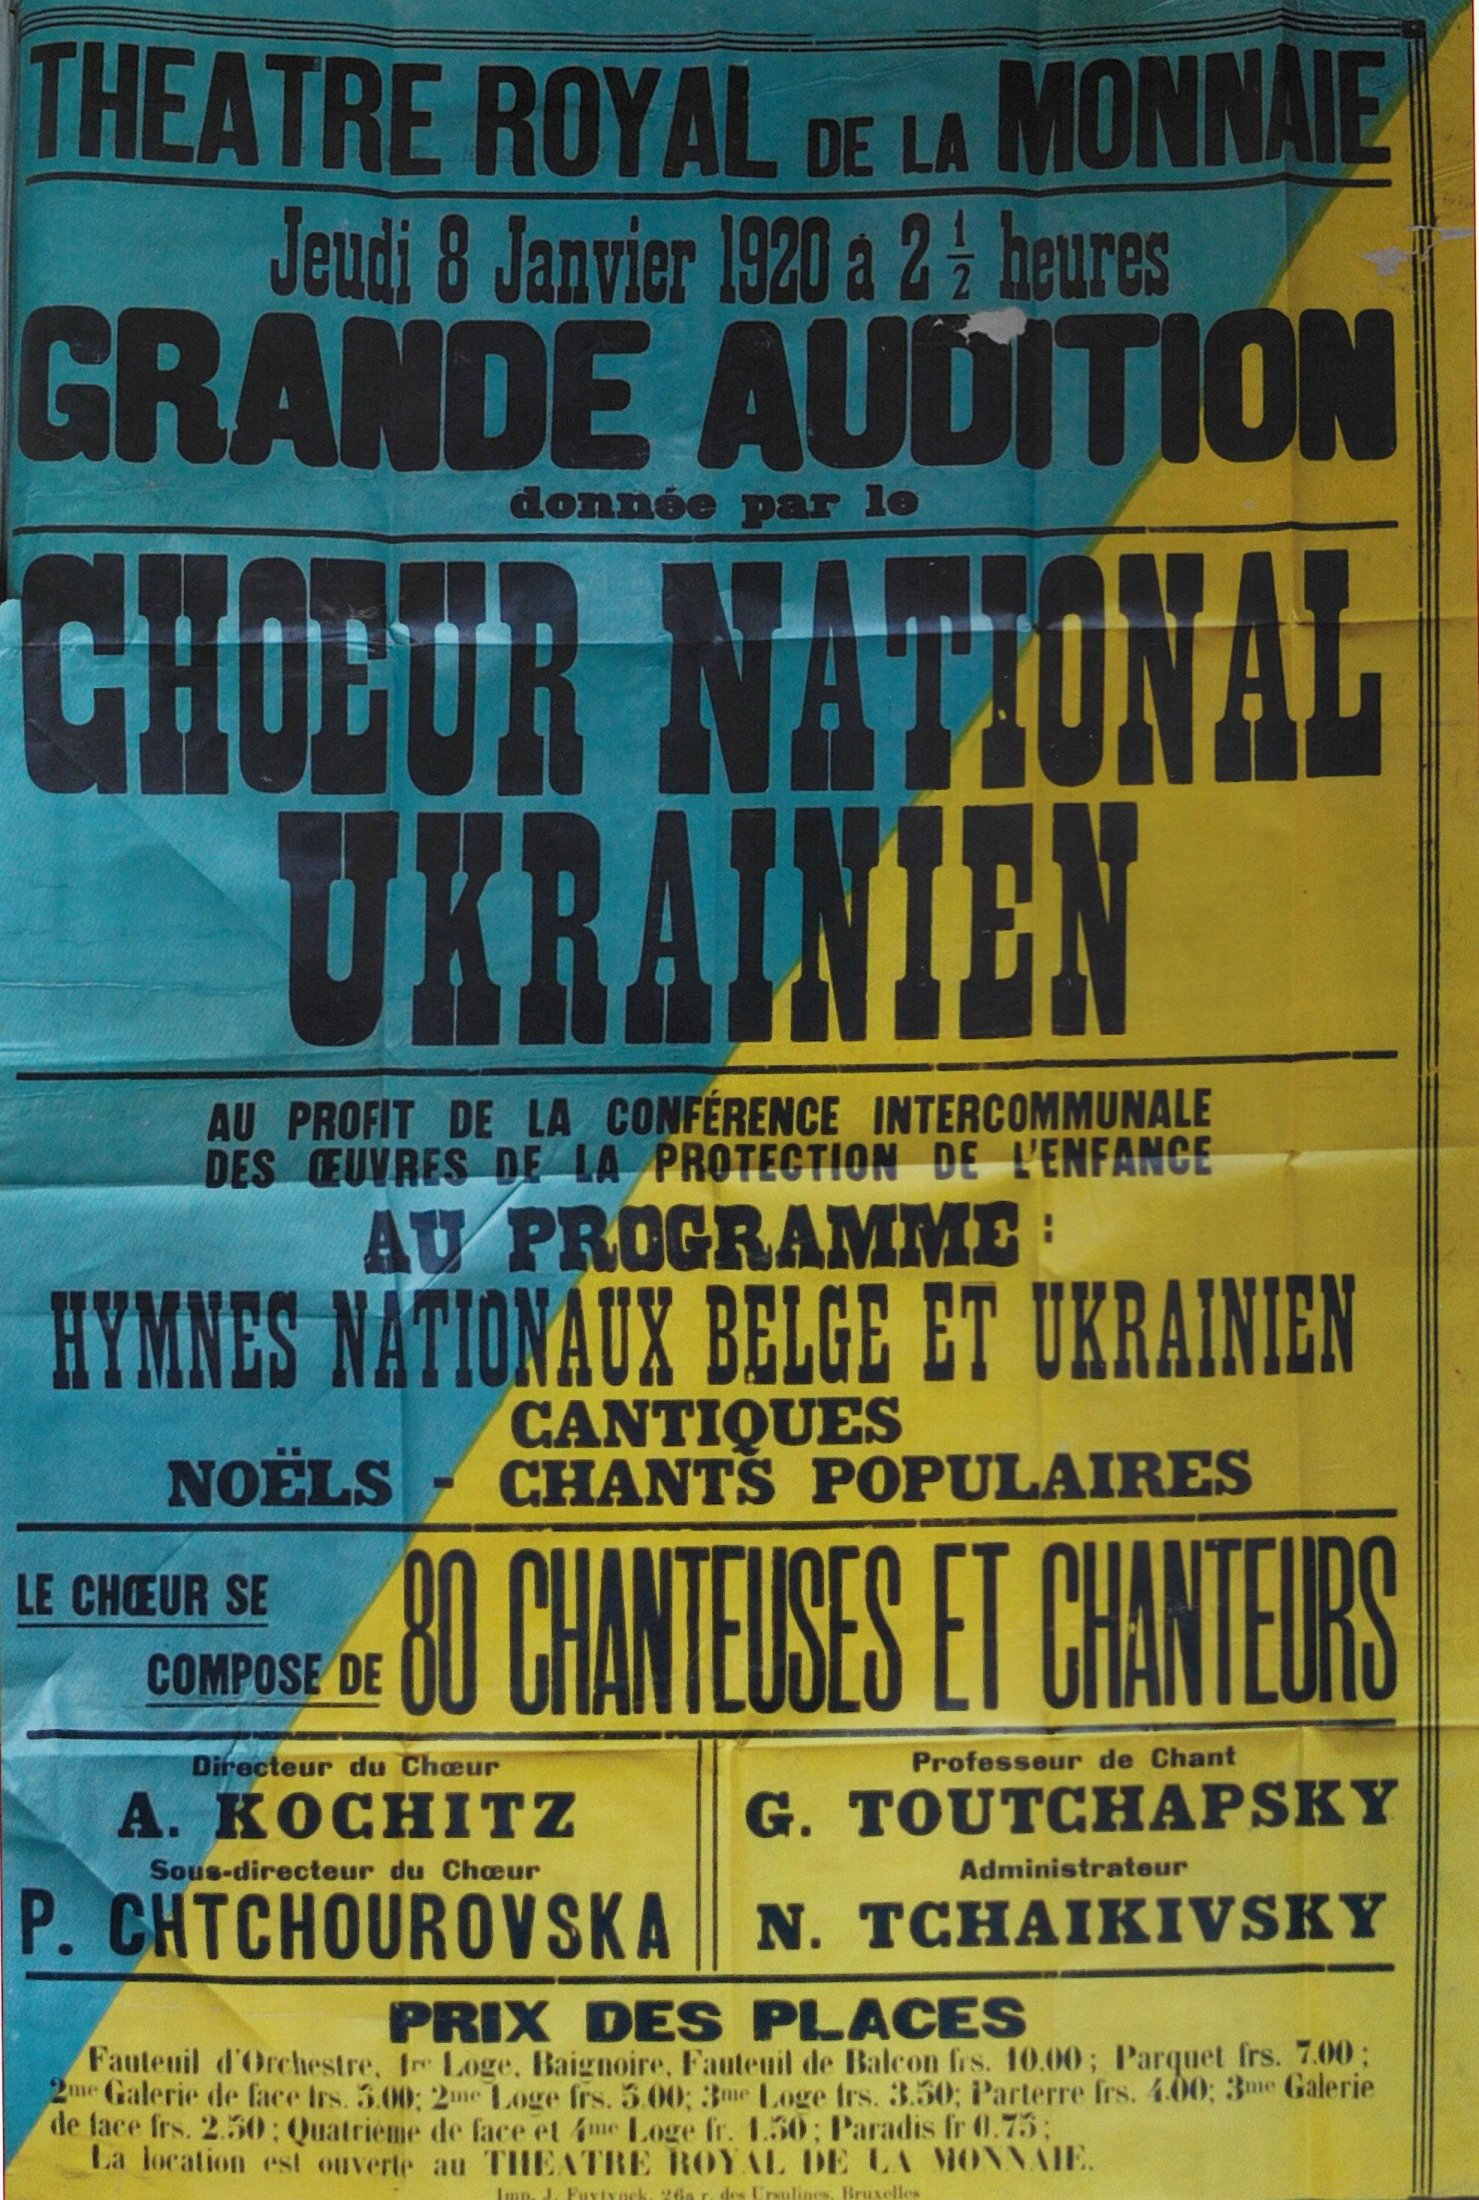 THEATRE ROYAL DE LA MONNAIE
Jeudi 8 Janvier 1920 à 2 1/2 heures
GRANDE AUDITION
donnée par le
CHŒUR NATIONAL
UKRAINIEN
AU PROFIT DE LA CONFÉRENCE INTERCOMMUNALE
DES ŒUVRES DE LA PROTECTION DE L'ENFANCE
AU PROGRAMME :
HYMNES NATIONAUX BELGE ET UKRAINIEN
CANTIQUES
NOËLS - CHANTS POPULAIRES
LE CHŒUR SE
COMPOSE DE 80 CHANTEUSES ET CHANTEURS
Directeur du Chœur
A. KOCHITZ
Sous-directeur du Chœur
P. CHTCHOUROVSKA
Professeur de Chant
G. TOUTCHAPSKY
Administrateur
N. TCHAIKIVSKY
PRIX DES PLACES
Fauteuil d'Orchestre, 1re Loge, Baignoire, Fauteuil de Balcon frs. 10.00 ; Parquet frs. 7.00 ;
2me Galerie de face frs. 5.00; 2me Loge frs. 5.00; 3me Loge frs. 3.50; Parterre frs. 4.00; 3me Galerie
de face frs. 2.50 ; Quatrième de face et 4me Loge fr. 1.50 ; Paradis fr 0.75 ;
La location est ouverte au THEATRE ROYAL DE LA MONNAIE.
Imp. J. 26a r. des Ursulines, Bruxelles